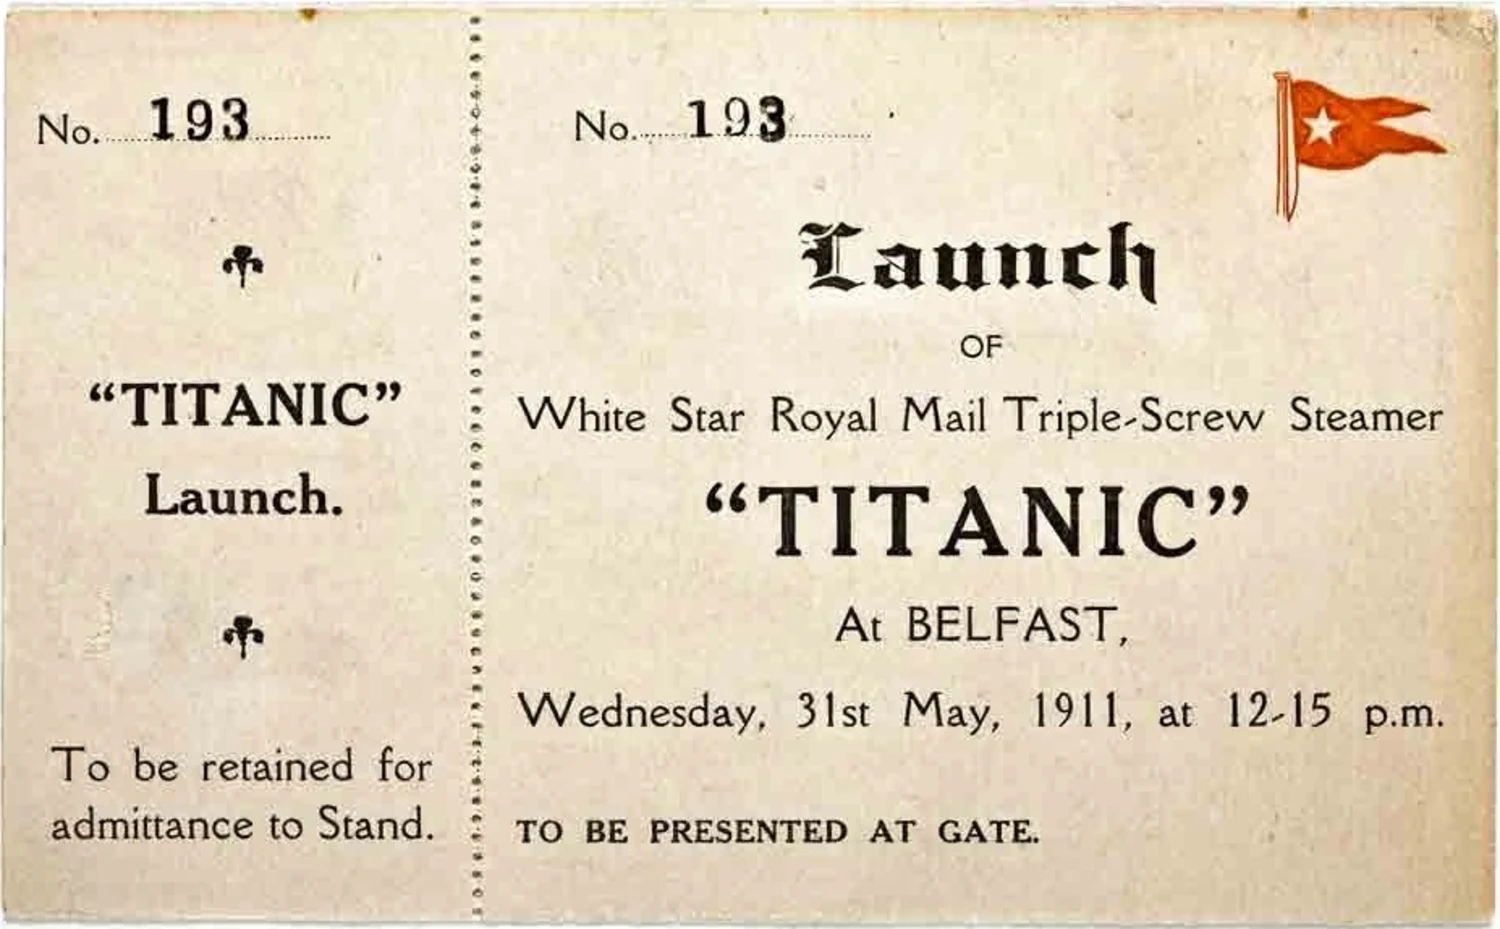 No. 193
"TITANIC"
Launch.
To be retained for
admittance to Stand.
No. 193
Launch
OF
White Star Royal Mail Triple-Screw Steamer
"TITANIC"
At BELFAST,
Wednesday, 31st May, 1911, at 12-15 p.m.
TO BE PRESENTED AT GATE.